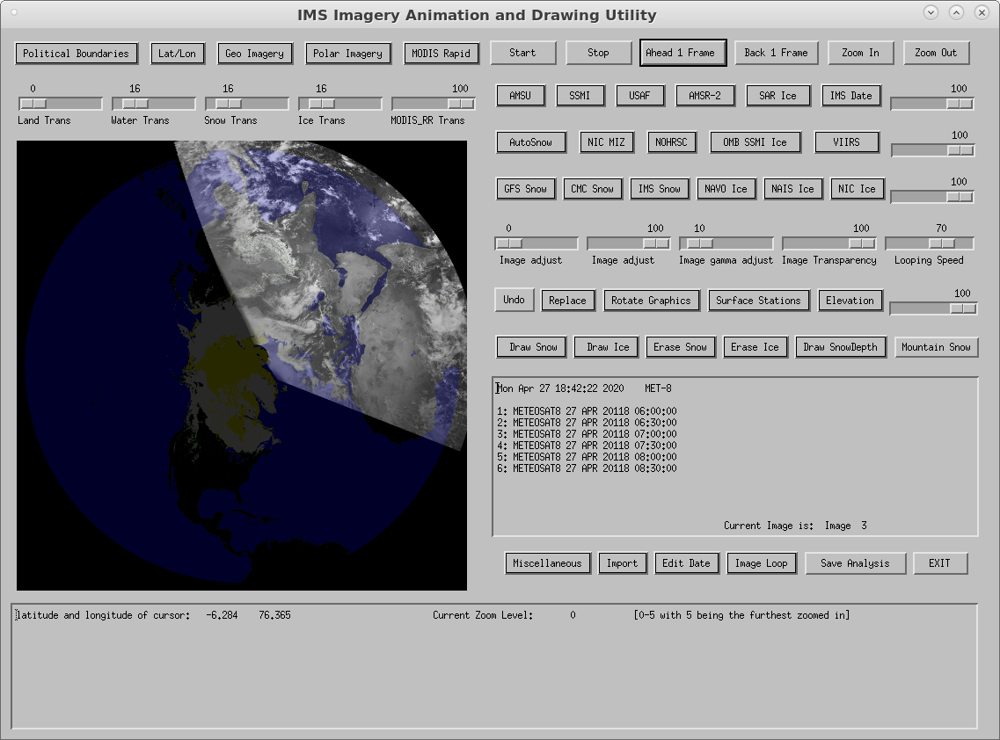 IMS Imagery Animation and Drawing Utility
Political Boundaries Lat/Lon Geo Imagery Polar Imagery MODIS Rapid Start Stop Ahead 1 Frame Back 1 Frame Zoom In Zoom Out
0 16 16 16 100
Land Trans Water Trans Snow Trans Ice Trans MODIS_RR Trans
AMSU SSMI USAF AMSR-2 SAR Ice IMS Date 100
AutoSnow NIC MIZ NOHRSC OMB SSMI Ice VIIRS 100
GFS Snow CMC Snow IMS Snow NAVO Ice NAIS Ice NIC Ice 100
0 100 10 100 70
Image adjust Image adjust Image gamma adjust Image Transparency Looping Speed
Undo Replace Rotate Graphics Surface Stations Elevation 100
Draw Snow Draw Ice Erase Snow Erase Ice Draw SnowDepth Mountain Snow
Mon Apr 27 18:42:22 2020 MET-8
1: METEOSAT8 27 APR 20118 06:00:00
2: METEOSAT8 27 APR 20118 06:30:00
3: METEOSAT8 27 APR 20118 07:00:00
4: METEOSAT8 27 APR 20118 07:30:00
5: METEOSAT8 27 APR 20118 08:00:00
6: METEOSAT8 27 APR 20118 08:30:00
Current Image is: Image 3
Miscellaneous Import Edit Date Image Loop Save Analysis EXIT
latitude and longitude of cursor: -6.284 76.365 Current Zoom Level: 0 [0-5 with 5 being the furthest zoomed in]